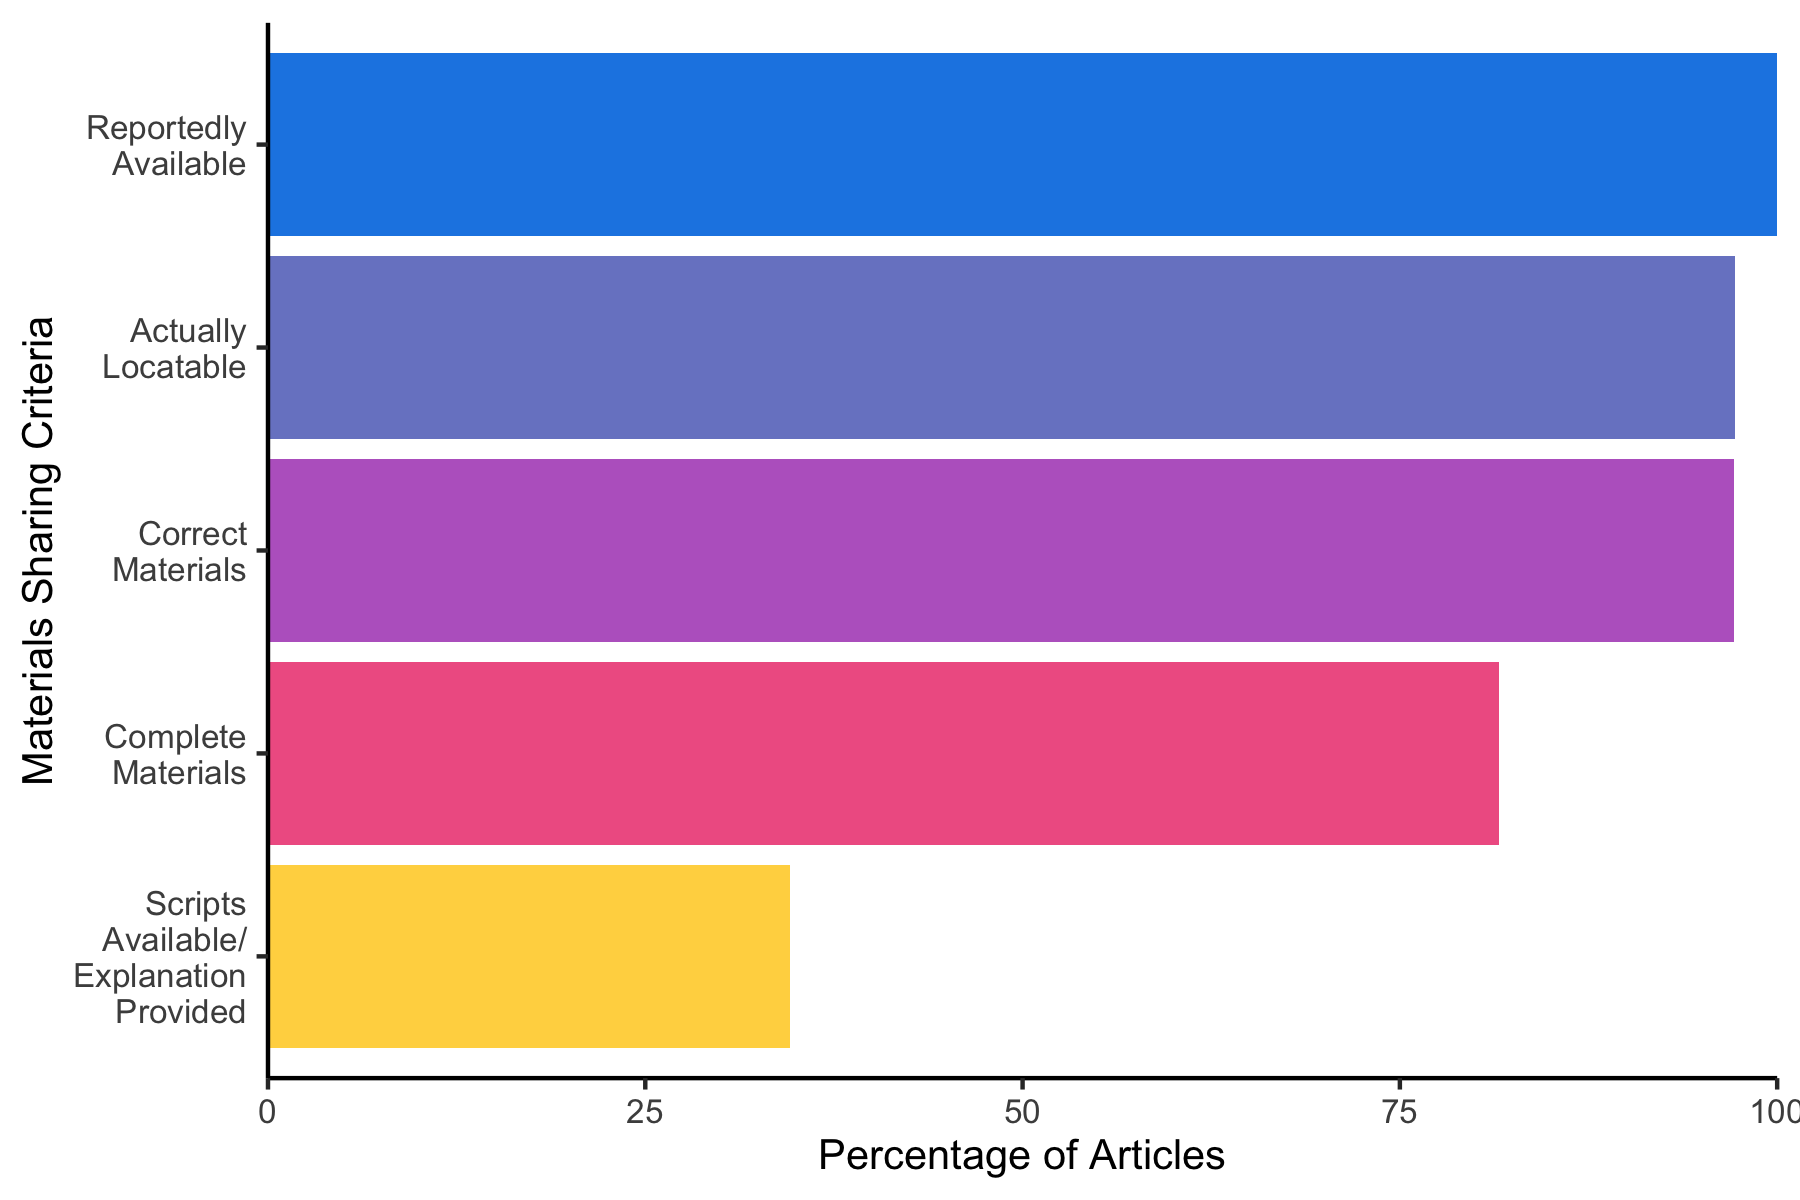 Materials Sharing Criteria
Reportedly
Available
Actually
Locatable
Correct
Materials
Complete
Materials
Scripts
Available/
Explanation
Provided
0
25
50
75
100
Percentage of Articles